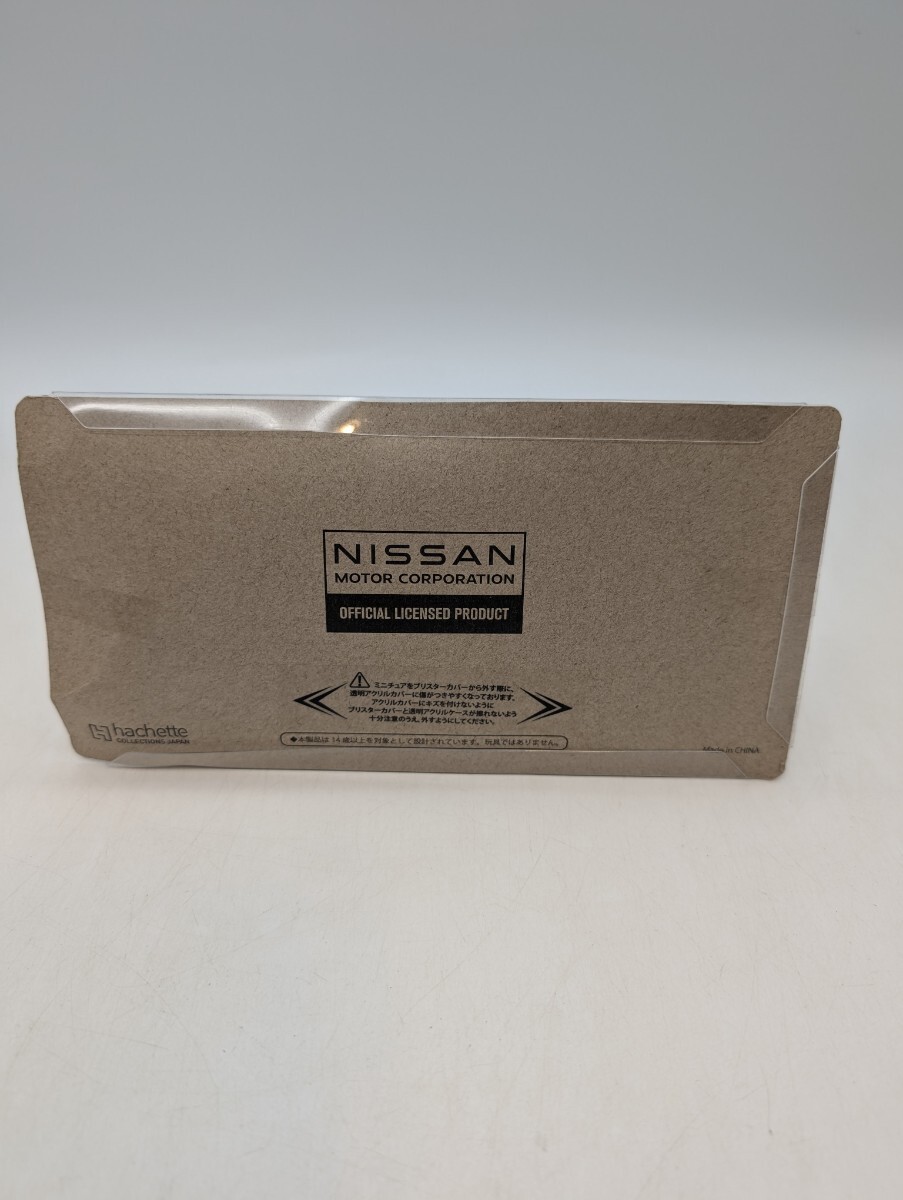 NISSAN
MOTOR CORPORATION
OFFICIAL LICENSED PRODUCT
ミニチュアをブリスターカバーから外す際に、
透明アクリルカバーに傷がつきやすくなっております。
アクリルカバーにキズを付けないように
ブリスターカバーと透明アクリルケースが擦れないよう
十分注意のうえ、外すようにしてください。
hachette
COLLECTIONS JAPAN
◆本製品は14歳以上を対象として設計されています。玩具ではありません。
Made in CHINA